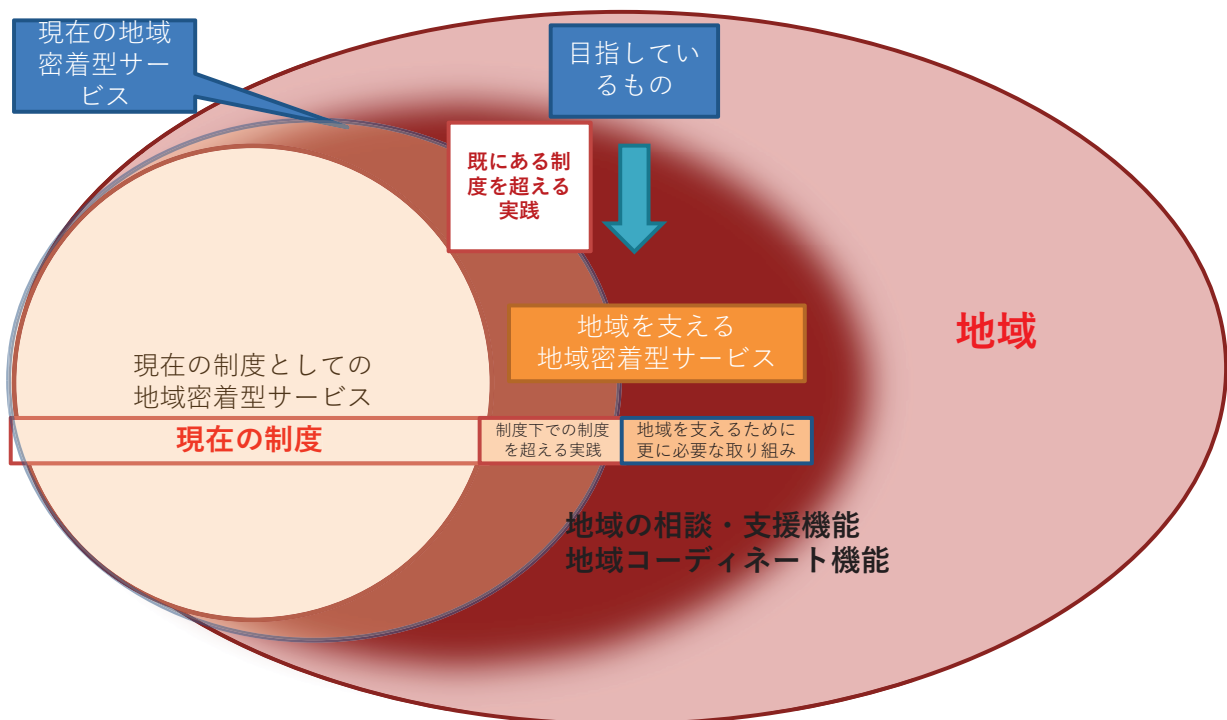 現在の地域
密着型サー
ビス
目指してい
るもの
既にある制
度を超える
実践
地域を支える
地域密着型サービス
地域
現在の制度としての
地域密着型サービス
現在の制度
制度下での制度
を超える実践
地域を支えるために
更に必要な取り組み
地域の相談・支援機能
地域コーディネート機能